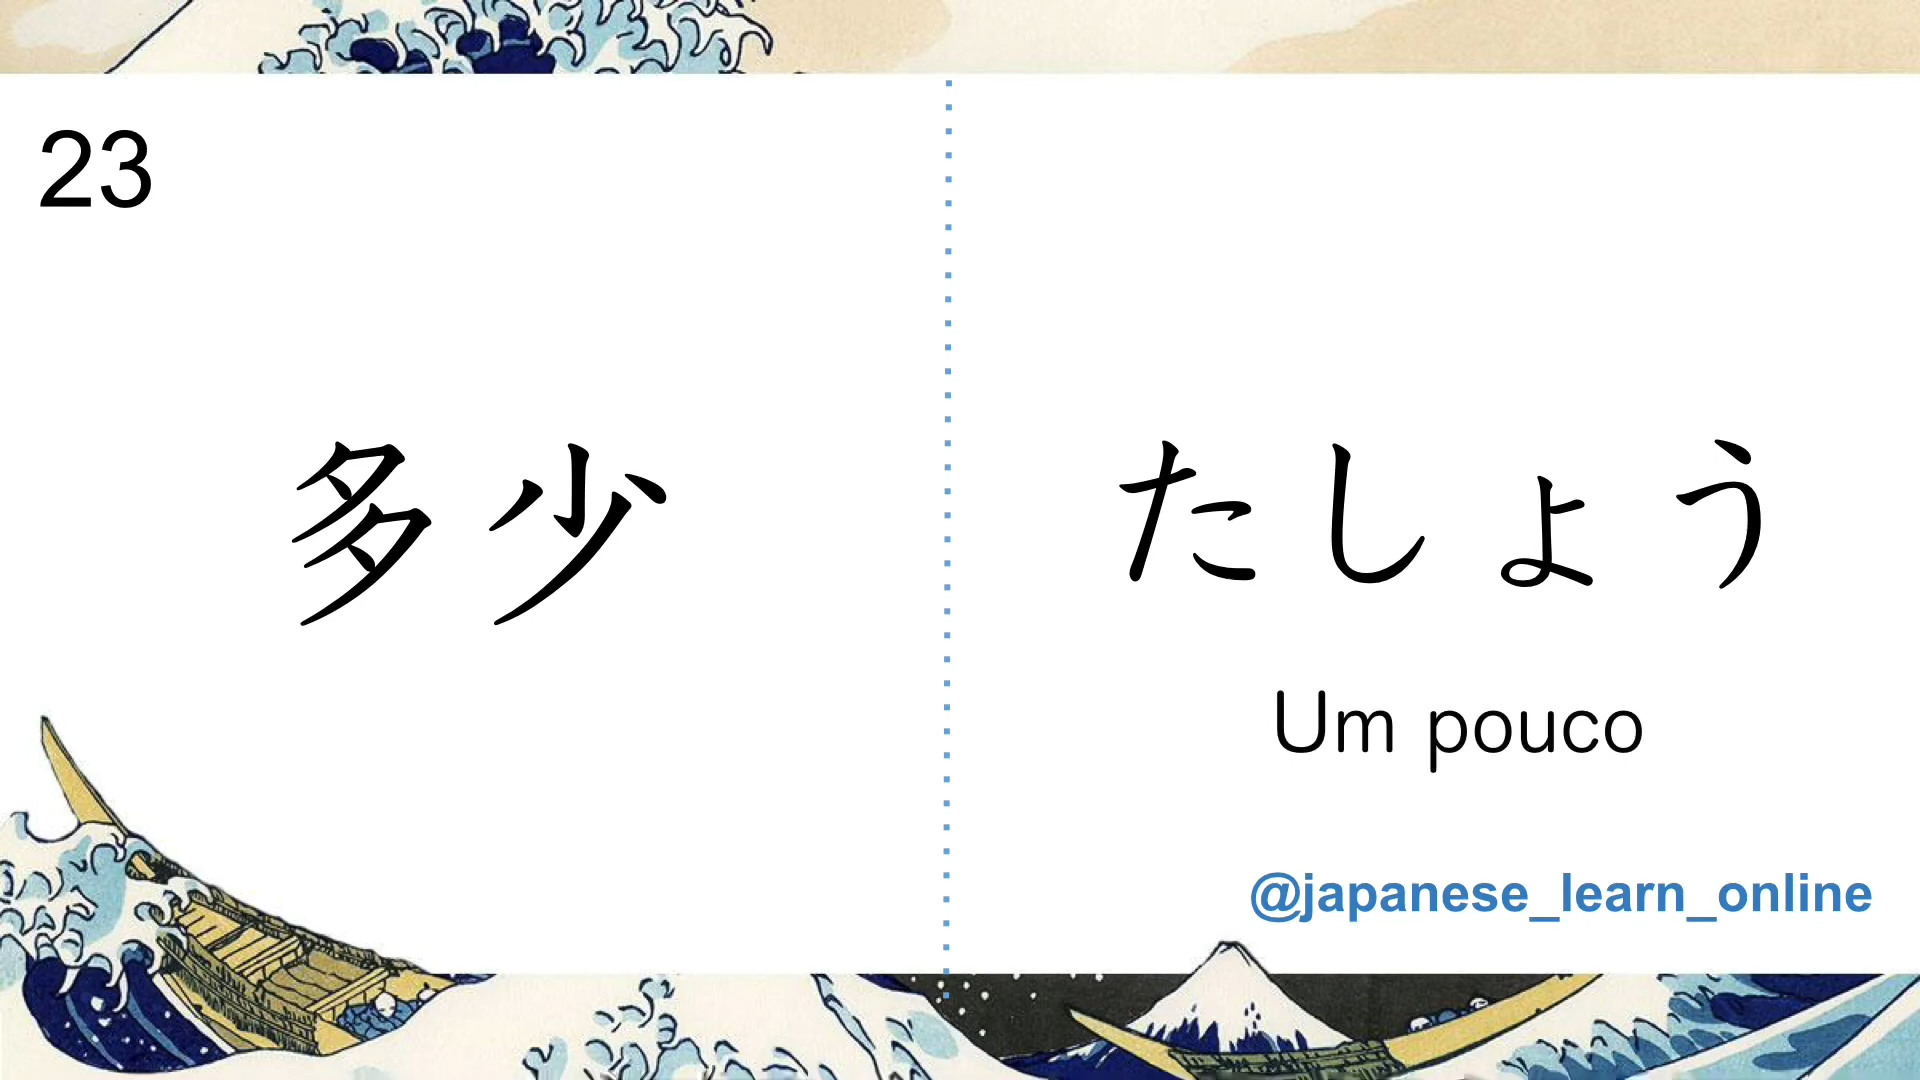 23
多少
たしょう
Um pouco
@japanese_learn_online